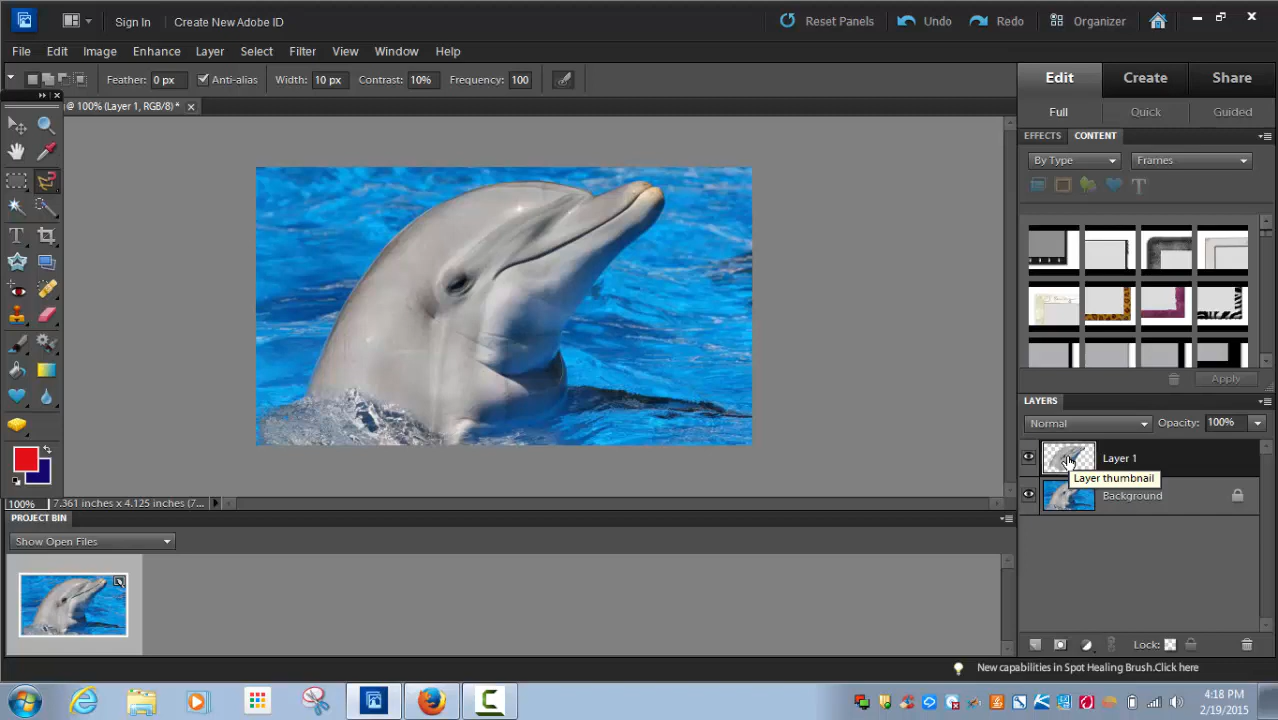 Sign In Create New Adobe ID Reset Panels Undo Redo Organizer
File Edit Image Enhance Layer Select Filter View Window Help
Feather: 0 px Anti-alias Width: 10 px Contrast: 10% Frequency: 100
Edit Create Share
@ 100% (Layer 1, RGB/8) *
Full Quick Guided
EFFECTS CONTENT
By Type Frames
T
Apply
LAYERS
Normal Opacity: 100%
Layer 1
Layer thumbnail
Background
100% 7.361 inches x 4.125 inches (7...
PROJECT BIN
Show Open Files
Lock:
New capabilities in Spot Healing Brush.Click here
4:18 PM
2/19/2015